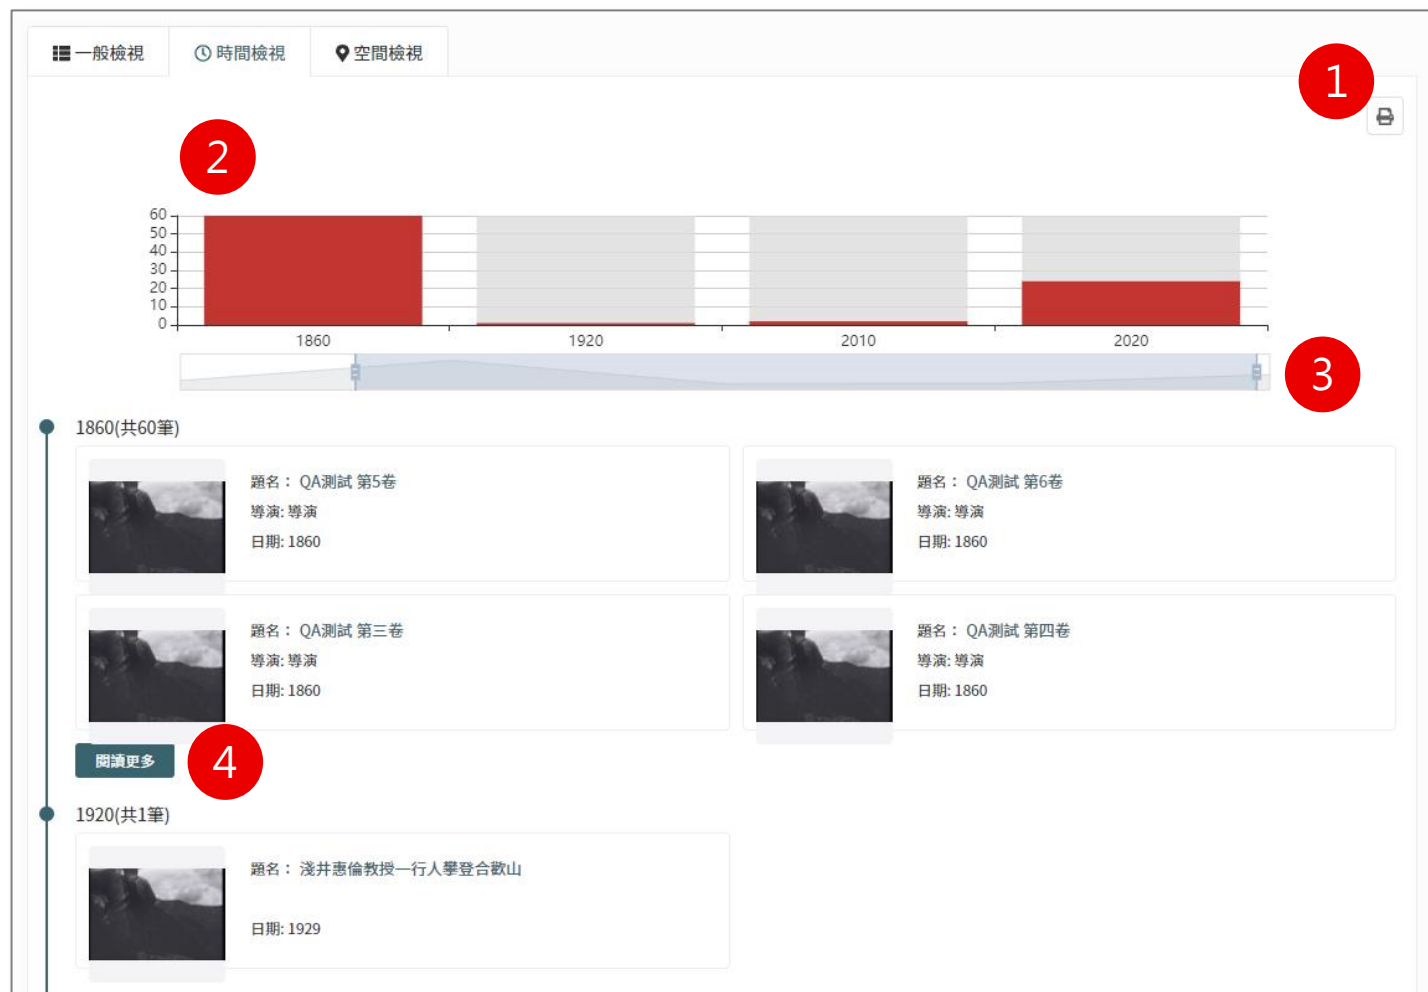 一般檢視 時間檢視 空間檢視
1
2
60
50
40
30
20
10
0
1860 1920 2010 2020
3
1860(共60筆)
題名： QA測試 第5卷
導演: 導演
日期: 1860
題名： QA測試 第6卷
導演: 導演
日期: 1860
題名： QA測試 第三卷
導演: 導演
日期: 1860
題名： QA測試 第四卷
導演: 導演
日期: 1860
閱讀更多
4
1920(共1筆)
題名： 淺井惠倫教授一行人攀登合歡山
日期: 1929